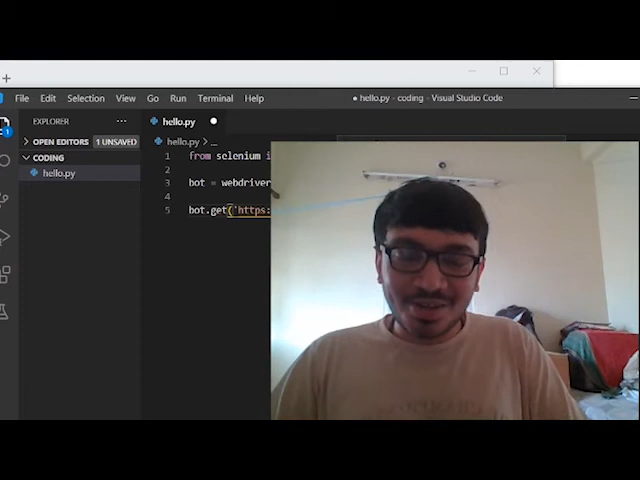 File Edit Selection View Go Run Terminal Help ● hello.py - coding - Visual Studio Code
EXPLORER ...
hello.py ●
OPEN EDITORS 1 UNSAVED
hello.py > ...
CODING
hello.py
1 from selenium i
2
3 bot = webdriver
4
5 bot.get('https:
1